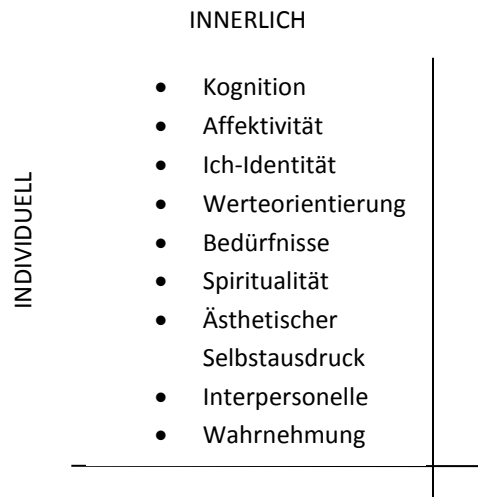 INNERLICH
INDIVIDUELL
• Kognition
• Affektivität
• Ich-Identität
• Werteorientierung
• Bedürfnisse
• Spiritualität
• Ästhetischer
Selbstausdruck
• Interpersonelle
• Wahrnehmung